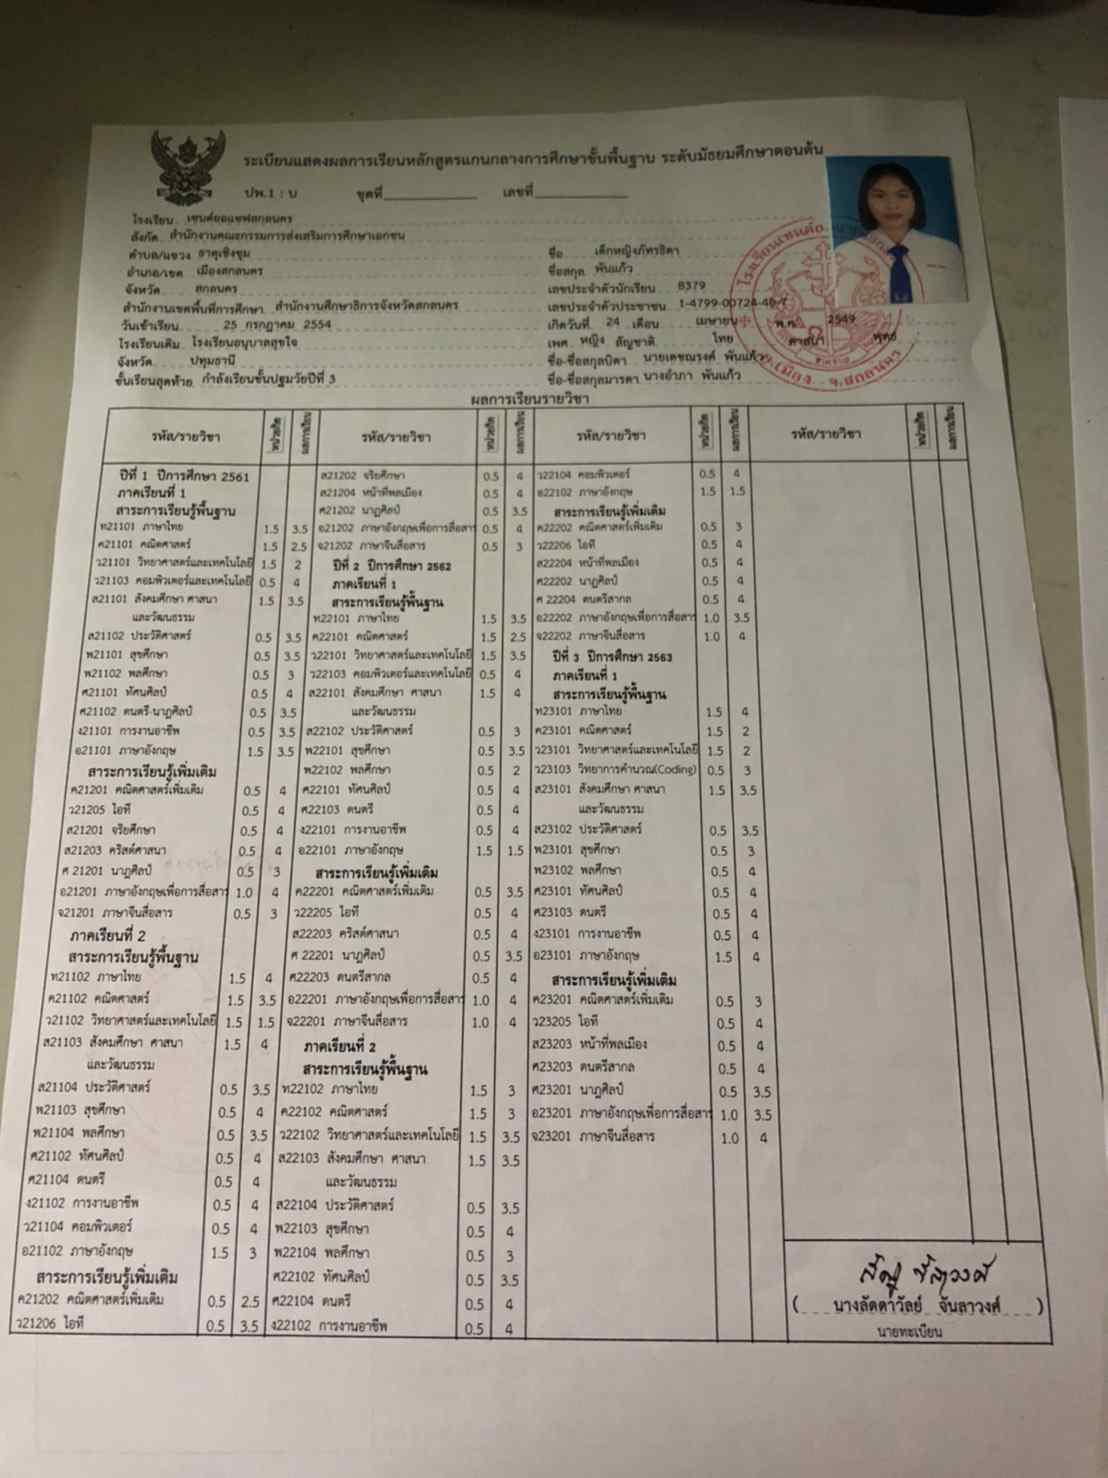 ระเบียนแสดงผลการเรียนหลักสูตรแกนกลางการศึกษาขั้นพื้นฐาน ระดับมัธยมศึกษาตอนต้น
ปพ.1 : บ ชุดที่ เลขที่
โรงเรียน เซนต์ยอแซฟสกลนคร
สังกัด สำนักงานคณะกรรมการส่งเสริมการศึกษาเอกชน
ตำบล/แขวง ธาตุเชิงชุม
อำเภอ/เขต เมืองสกลนคร
จังหวัด สกลนคร
สำนักงานเขตพื้นที่การศึกษา สำนักงานศึกษาธิการจังหวัดสกลนคร
วันเข้าเรียน 25 กรกฎาคม 2554
โรงเรียนเดิม โรงเรียนอนุบาลสุขใจ
จังหวัด ปทุมธานี
ชั้นเรียนสุดท้าย กำลังเรียนชั้นปฐมวัยปีที่ 3
ชื่อ เด็กหญิงภัทรธิดา
ชื่อสกุล พันแก้ว
เลขประจำตัวนักเรียน 8379
เลขประจำตัวประชาชน 1-4799-00724-
เกิดวันที่ 24 เดือน เมษายน พ.ศ. 2549
เพศ หญิง สัญชาติ ไทย ศาสนา พุทธ
ชื่อ-ชื่อสกุลบิดา นายเดชณรงค์ พันแก้ว
ชื่อ-ชื่อสกุลมารดา นางอำภา พันแก้ว
ผลการเรียนรายวิชา
รหัส/รายวิชา หน่วยกิต ผลการเรียน
ปีที่ 1 ปีการศึกษา 2561
ภาคเรียนที่ 1
สาระการเรียนรู้พื้นฐาน
ท21101 ภาษาไทย 1.5 3.5
ค21101 คณิตศาสตร์ 1.5 2.5
ว21101 วิทยาศาสตร์และเทคโนโลยี 1.5 2
ว21103 คอมพิวเตอร์และเทคโนโลยี 0.5 4
ส21101 สังคมศึกษา ศาสนา 1.5 3.5
และวัฒนธรรม
ส21102 ประวัติศาสตร์ 0.5 3.5
พ21101 สุขศึกษา 0.5 3.5
พ21102 พลศึกษา 0.5 3
ศ21101 ทัศนศิลป์ 0.5 4
ศ21102 ดนตรี-นาฏศิลป์ 0.5 3.5
ง21101 การงานอาชีพ 0.5 3.5
อ21101 ภาษาอังกฤษ 1.5 3.5
สาระการเรียนรู้เพิ่มเติม
ค21201 คณิตศาสตร์เพิ่มเติม 0.5 4
ว21205 ไอที 0.5 4
ส21201 จริยศึกษา 0.5 4
ส21203 คริสต์ศาสนา 0.5 4
ศ 21201 นาฏศิลป์ 0.5 3
อ21201 ภาษาอังกฤษเพื่อการสื่อสาร 1.0 4
จ21201 ภาษาจีนสื่อสาร 0.5 3
ภาคเรียนที่ 2
สาระการเรียนรู้พื้นฐาน
ท21102 ภาษาไทย 1.5 4
ค21102 คณิตศาสตร์ 1.5 3.5
ว21102 วิทยาศาสตร์และเทคโนโลยี 1.5 1.5
ส21103 สังคมศึกษา ศาสนา 1.5 4
และวัฒนธรรม
ส21104 ประวัติศาสตร์ 0.5 3.5
พ21103 สุขศึกษา 0.5 4
พ21104 พลศึกษา 0.5 3.5
ศ21102 ทัศนศิลป์ 0.5 4
ศ21104 ดนตรี 0.5 4
ง21102 การงานอาชีพ 0.5 4
ว21104 คอมพิวเตอร์ 0.5 4
อ21102 ภาษาอังกฤษ 1.5 3
สาระการเรียนรู้เพิ่มเติม
ค21202 คณิตศาสตร์เพิ่มเติม 0.5 2.5
ว21206 ไอที 0.5 3.5
รหัส/รายวิชา หน่วยกิต ผลการเรียน
ส21202 จริยศึกษา 0.5 4
ส21204 หน้าที่พลเมือง 0.5 4
ศ21202 นาฏศิลป์ 0.5 3.5
อ21202 ภาษาอังกฤษเพื่อการสื่อสาร 0.5 4
จ21202 ภาษาจีนสื่อสาร 0.5 3
ปีที่ 2 ปีการศึกษา 2562
ภาคเรียนที่ 1
สาระการเรียนรู้พื้นฐาน
ท22101 ภาษาไทย 1.5 3.5
ค22101 คณิตศาสตร์ 1.5 2.5
ว22101 วิทยาศาสตร์และเทคโนโลยี 1.5 3.5
ว22103 คอมพิวเตอร์และเทคโนโลยี 0.5 4
ส22101 สังคมศึกษา ศาสนา 1.5 4
และวัฒนธรรม
ส22102 ประวัติศาสตร์ 0.5 3
พ22101 สุขศึกษา 0.5 3.5
พ22102 พลศึกษา 0.5 2
ศ22101 ทัศนศิลป์ 0.5 4
ศ22103 ดนตรี 0.5 4
ง22101 การงานอาชีพ 0.5 4
อ22101 ภาษาอังกฤษ 1.5 1.5
สาระการเรียนรู้เพิ่มเติม
ค22201 คณิตศาสตร์เพิ่มเติม 0.5 3.5
ว22205 ไอที 0.5 4
ส22203 คริสต์ศาสนา 0.5 4
ศ 22201 นาฏศิลป์ 0.5 3.5
ศ22203 ดนตรีสากล 0.5 4
อ22201 ภาษาอังกฤษเพื่อการสื่อสาร 1.0 4
จ22201 ภาษาจีนสื่อสาร 1.0 4
ภาคเรียนที่ 2
สาระการเรียนรู้พื้นฐาน
ท22102 ภาษาไทย 1.5 3
ค22102 คณิตศาสตร์ 1.5 3
ว22102 วิทยาศาสตร์และเทคโนโลยี 1.5 3.5
ส22103 สังคมศึกษา ศาสนา 1.5 3.5
และวัฒนธรรม
ส22104 ประวัติศาสตร์ 0.5 3.5
พ22103 สุขศึกษา 0.5 4
พ22104 พลศึกษา 0.5 3
ศ22102 ทัศนศิลป์ 0.5 3.5
ศ22104 ดนตรี 0.5 4
ง22102 การงานอาชีพ 0.5 4
รหัส/รายวิชา หน่วยกิต ผลการเรียน
ว22104 คอมพิวเตอร์ 0.5 4
อ22102 ภาษาอังกฤษ 1.5 1.5
สาระการเรียนรู้เพิ่มเติม
ค22202 คณิตศาสตร์เพิ่มเติม 0.5 3
ว22206 ไอที 0.5 4
ส22204 หน้าที่พลเมือง 0.5 4
ศ22202 นาฏศิลป์ 0.5 4
ศ 22204 ดนตรีสากล 0.5 4
อ22202 ภาษาอังกฤษเพื่อการสื่อสาร 1.0 3.5
จ22202 ภาษาจีนสื่อสาร 1.0 4
ปีที่ 3 ปีการศึกษา 2563
ภาคเรียนที่ 1
สาระการเรียนรู้พื้นฐาน
ท23101 ภาษาไทย 1.5 4
ค23101 คณิตศาสตร์ 1.5 2
ว23101 วิทยาศาสตร์และเทคโนโลยี 1.5 2
ว23103 วิทยาการคำนวณ(Coding) 0.5 3
ส23101 สังคมศึกษา ศาสนา 1.5 3.5
และวัฒนธรรม
ส23102 ประวัติศาสตร์ 0.5 3.5
พ23101 สุขศึกษา 0.5 3
พ23102 พลศึกษา 0.5 4
ศ23101 ทัศนศิลป์ 0.5 4
ศ23103 ดนตรี 0.5 4
ง23101 การงานอาชีพ 0.5 4
อ23101 ภาษาอังกฤษ 1.5 4
สาระการเรียนรู้เพิ่มเติม
ค23201 คณิตศาสตร์เพิ่มเติม 0.5 3
ว23205 ไอที 0.5 4
ส23203 หน้าที่พลเมือง 0.5 4
ศ23203 ดนตรีสากล 0.5 4
ศ23201 นาฏศิลป์ 0.5 3.5
อ23201 ภาษาอังกฤษเพื่อการสื่อสาร 1.0 3.5
จ23201 ภาษาจีนสื่อสาร 1.0 4
รหัส/รายวิชา หน่วยกิต ผลการเรียน
( นางลัดดาวัลย์ จันลาวงศ์ )
นายทะเบียน